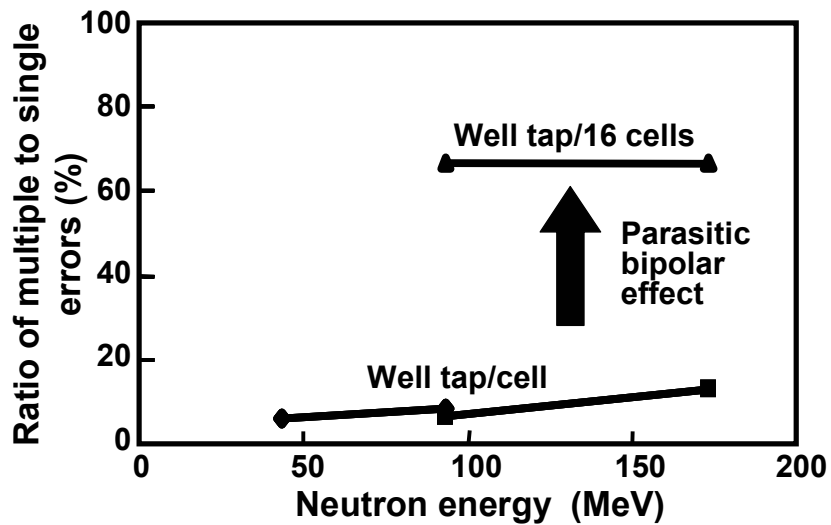 Ratio of multiple to single
errors (%)
100
80
60
40
20
0
Well tap/16 cells
Parasitic
bipolar
effect
Well tap/cell
0
50
100
150
200
Neutron energy (MeV)